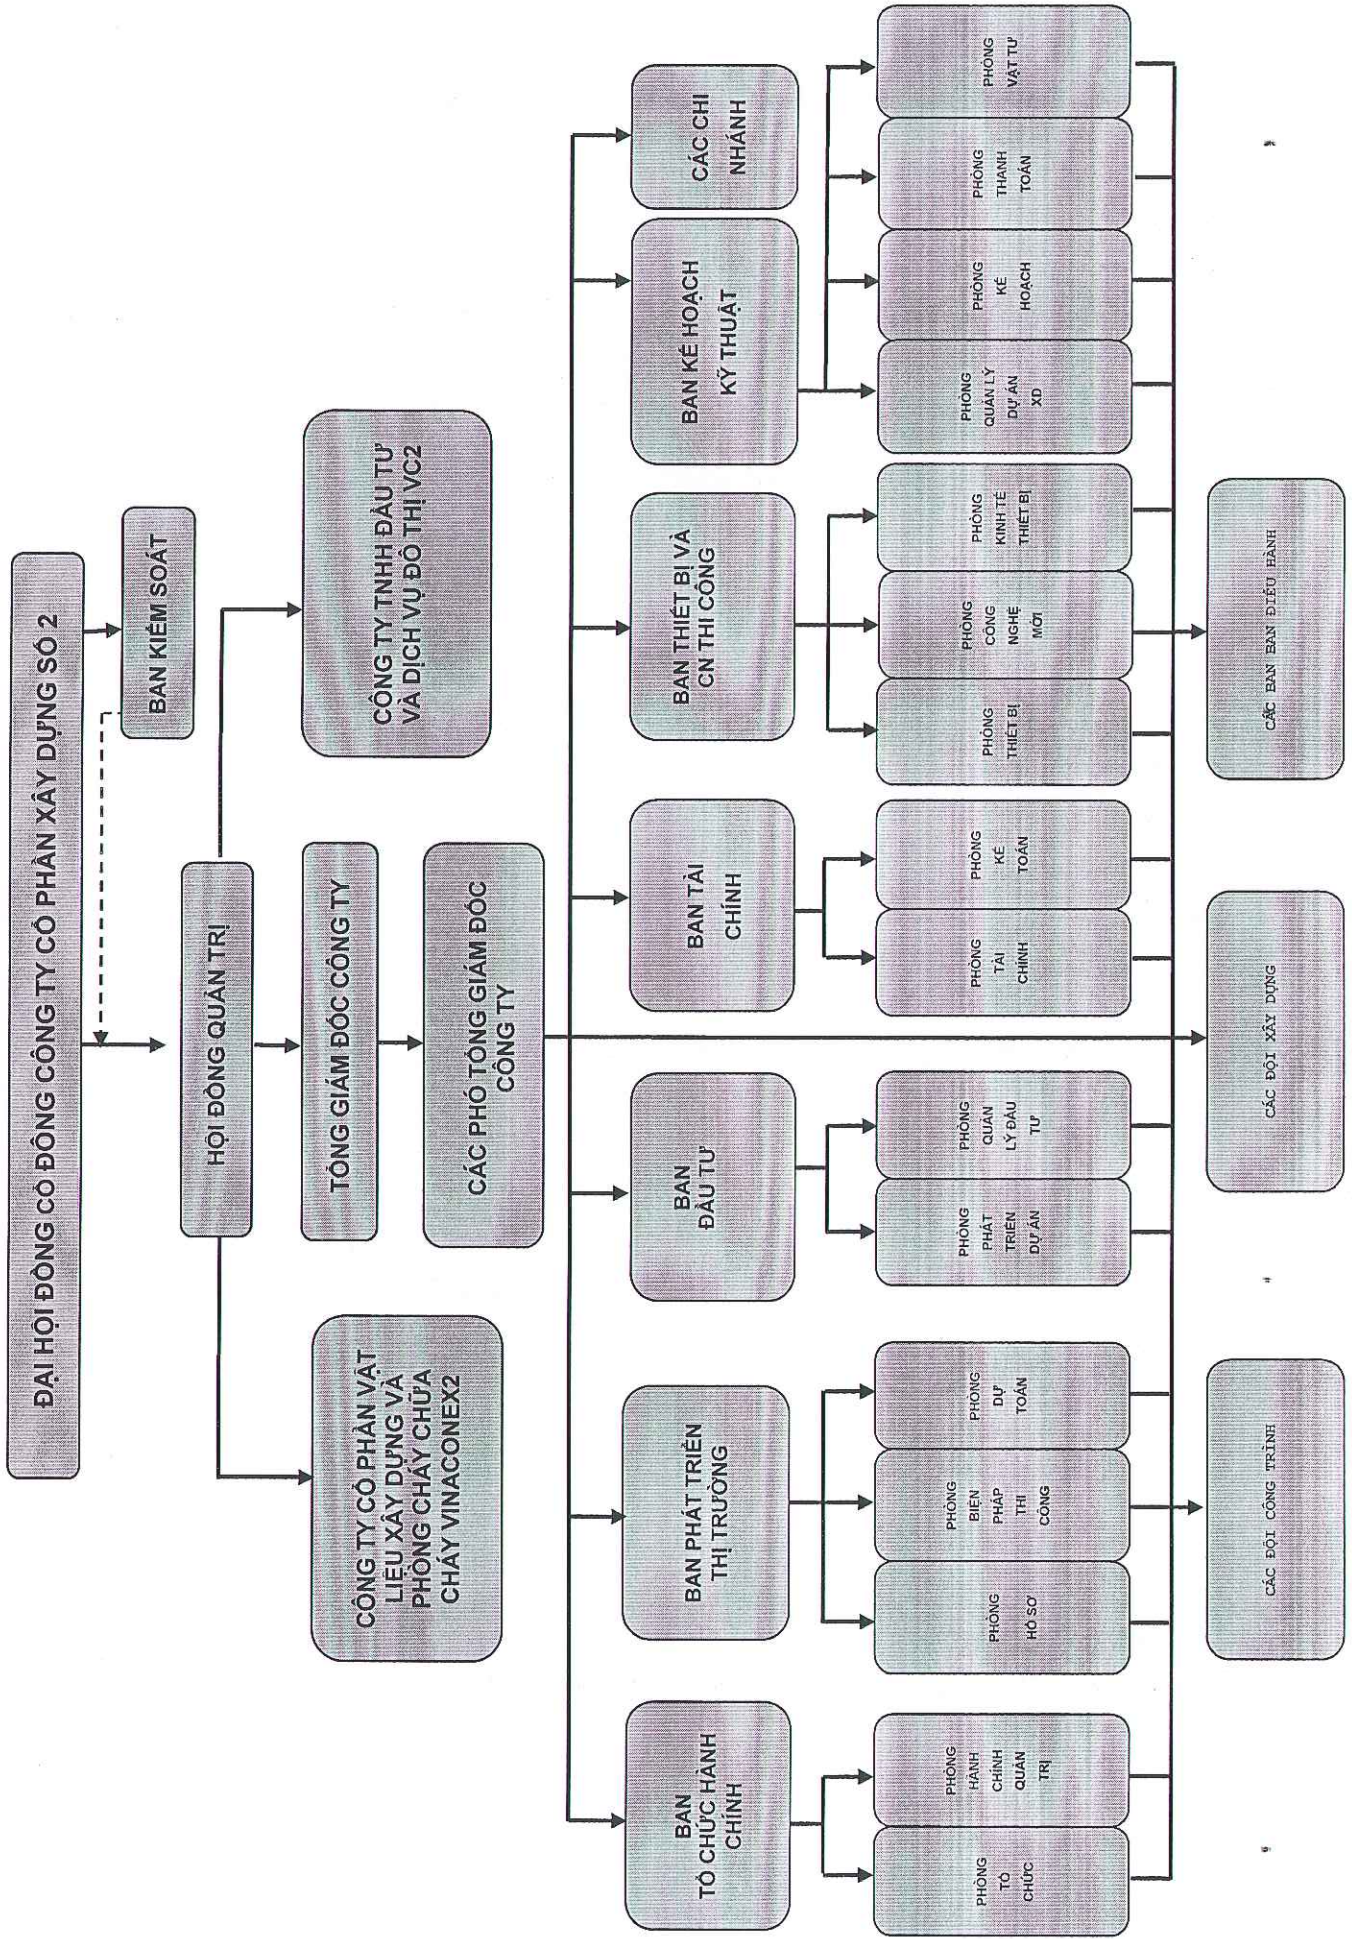 ĐẠI HỘI ĐỒNG CỔ ĐÔNG CÔNG TY CỔ PHẦN XÂY DỰNG SỐ 2
BAN KIỂM SOÁT
HỘI ĐỒNG QUẢN TRỊ
CÔNG TY CỔ PHẦN VẬT
LIỆU XÂY DỰNG VÀ
PHÒNG CHÁY CHỮA
CHÁY VINACONEX2
TỔNG GIÁM ĐỐC CÔNG TY
CÔNG TY TNHH ĐẦU TƯ
VÀ DỊCH VỤ ĐÔ THỊ VC2
CÁC PHÓ TỔNG GIÁM ĐỐC
CÔNG TY
BAN
TỔ CHỨC HÀNH
CHÍNH
BAN PHÁT TRIỂN
THỊ TRƯỜNG
BAN
ĐẦU TƯ
BAN TÀI
CHÍNH
BAN THIẾT BỊ VÀ
CN THI CÔNG
BAN KẾ HOẠCH
KỸ THUẬT
CÁC CHI
NHÁNH
PHÒNG
TỔ
CHỨC
PHÒNG
HÀNH
CHÍNH
QUẢN
TRỊ
PHÒNG
HỒ SƠ
PHÒNG
BIỆN
PHÁP
THI
CÔNG
PHÒNG
DỰ
TOÁN
PHÒNG
PHÁT
TRIỂN
DỰ ÁN
PHÒNG
QUẢN
LÝ ĐẦU
TƯ
PHÒNG
TÀI
CHÍNH
PHÒNG
KẾ
TOÁN
PHÒNG
THIẾT BỊ
PHÒNG
CÔNG
NGHỆ
MỚI
PHÒNG
KINH TẾ
THIẾT BỊ
PHÒNG
QUẢN LÝ
DỰ ÁN
XD
PHÒNG
KẾ
HOẠCH
PHÒNG
THANH
TOÁN
PHÒNG
VẬT TƯ
CÁC ĐỘI CÔNG TRÌNH
CÁC ĐỘI XÂY DỰNG
CÁC BAN BAN ĐIỀU HÀNH